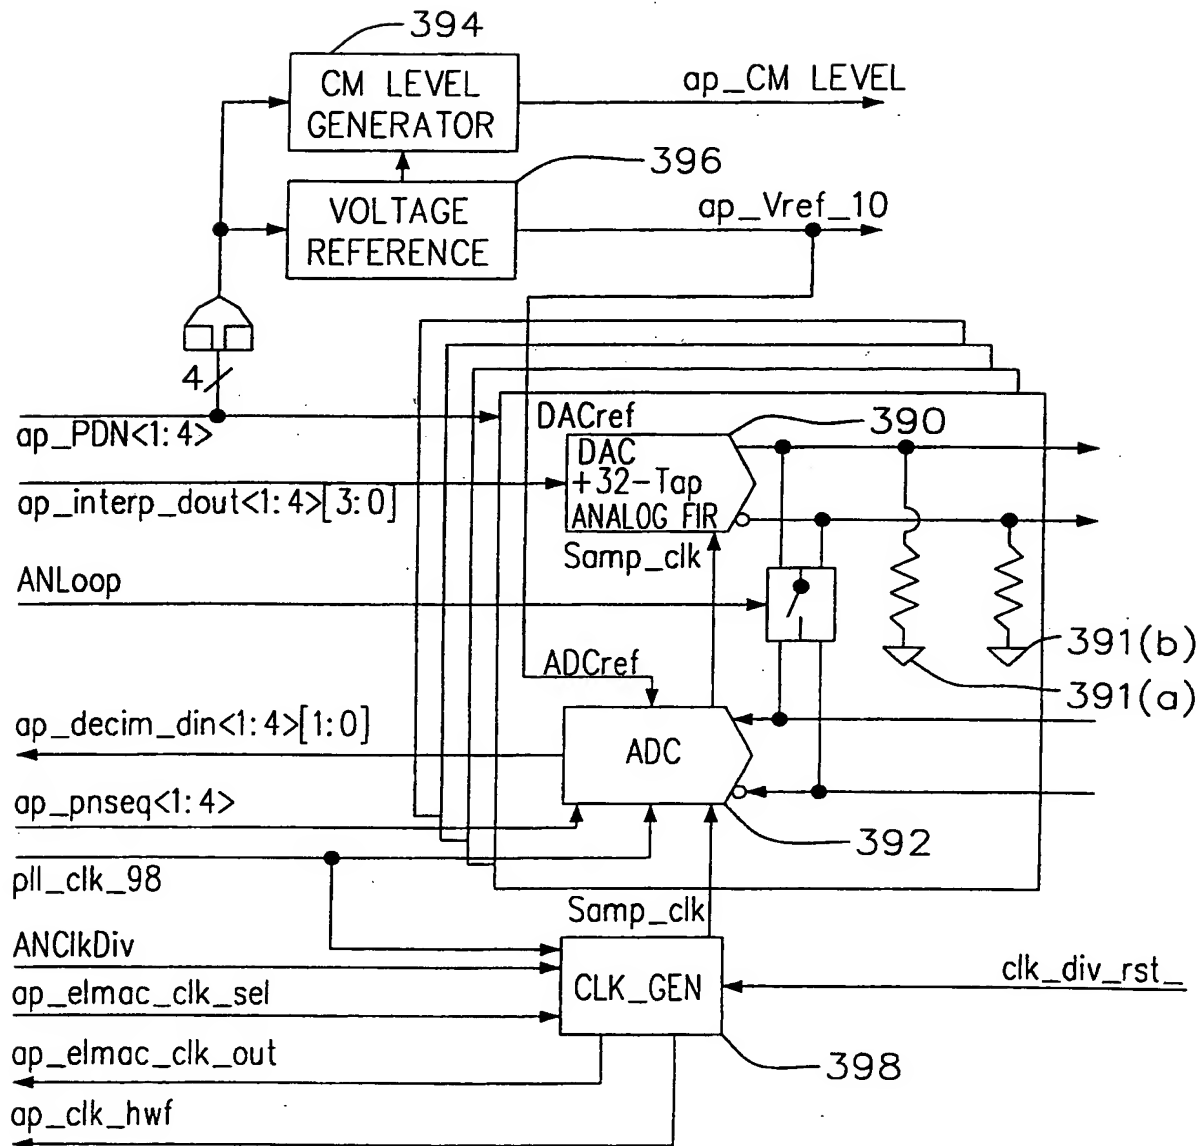 394
CM LEVEL
GENERATOR
ap_CM LEVEL
396
VOLTAGE
REFERENCE
ap_Vref_10
4
ap_PDN<1:4>
DACref
390
DAC
+32-Tap
ANALOG FIR
ap_interp_dout<1:4>[3:0]
Samp_clk
ANLoop
391(b)
391(a)
ADCref
ap_decim_din<1:4>[1:0]
ADC
ap_pnseq<1:4>
392
pll_clk_98
Samp_clk
ANClkDiv
CLK_GEN
clk_div_rst_
ap_elmac_clk_sel
ap_elmac_clk_out
398
ap_clk_hwf